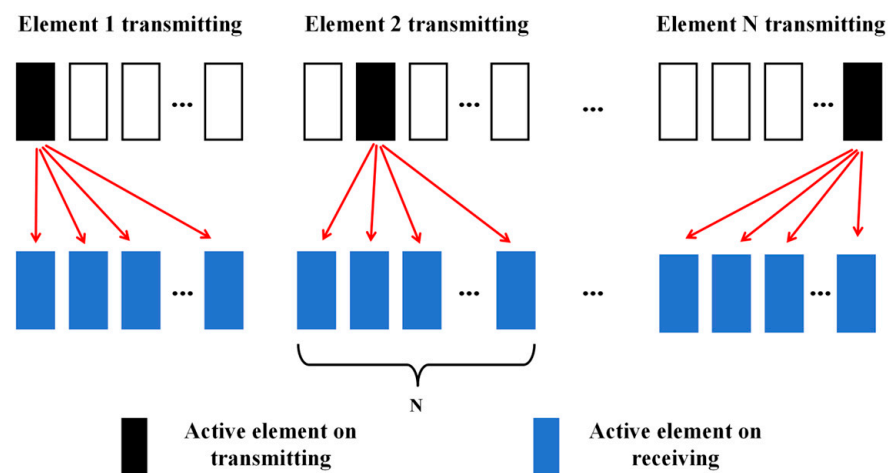 Element 1 transmitting
Element 2 transmitting
Element N transmitting
...
...
...
...
...
...
...
...
N
Active element on
transmitting
Active element on
receiving